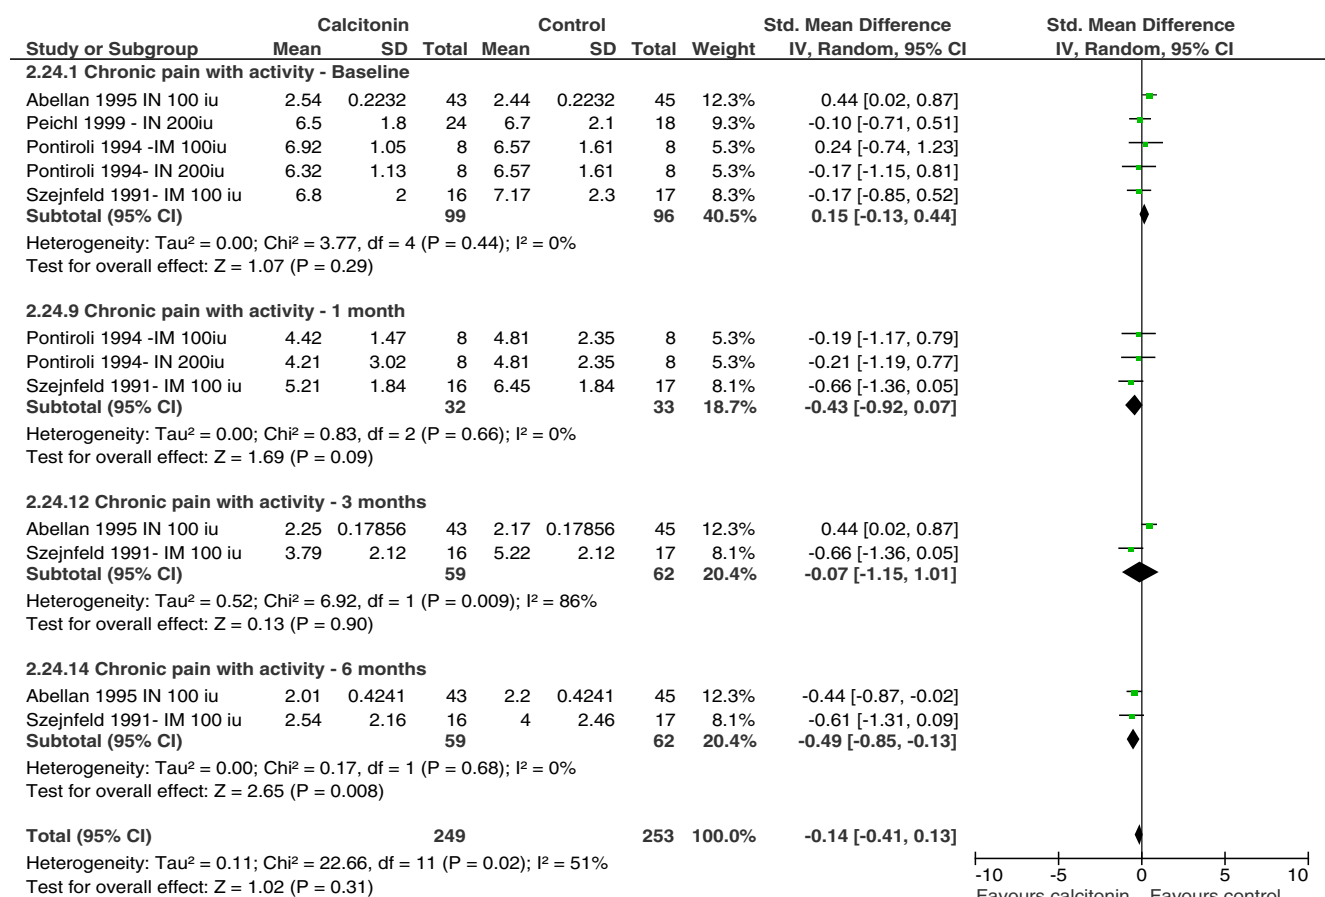 Calcitonin Control Std. Mean Difference Std. Mean Difference
Study or Subgroup Mean SD Total Mean SD Total Weight IV, Random, 95% CI IV, Random, 95% CI
2.24.1 Chronic pain with activity - Baseline
Abellan 1995 IN 100 iu 2.54 0.2232 43 2.44 0.2232 45 12.3% 0.44 [0.02, 0.87]
Peichl 1999 - IN 200iu 6.5 1.8 24 6.7 2.1 18 9.3% -0.10 [-0.71, 0.51]
Pontiroli 1994 -IM 100iu 6.92 1.05 8 6.57 1.61 8 5.3% 0.24 [-0.74, 1.23]
Pontiroli 1994- IN 200iu 6.32 1.13 8 6.57 1.61 8 5.3% -0.17 [-1.15, 0.81]
Szejnfeld 1991- IM 100 iu 6.8 2 16 7.17 2.3 17 8.3% -0.17 [-0.85, 0.52]
Subtotal (95% CI) 99 96 40.5% 0.15 [-0.13, 0.44]
Heterogeneity: Tau² = 0.00; Chi² = 3.77, df = 4 (P = 0.44); I² = 0%
Test for overall effect: Z = 1.07 (P = 0.29)
2.24.9 Chronic pain with activity - 1 month
Pontiroli 1994 -IM 100iu 4.42 1.47 8 4.81 2.35 8 5.3% -0.19 [-1.17, 0.79]
Pontiroli 1994- IN 200iu 4.21 3.02 8 4.81 2.35 8 5.3% -0.21 [-1.19, 0.77]
Szejnfeld 1991- IM 100 iu 5.21 1.84 16 6.45 1.84 17 8.1% -0.66 [-1.36, 0.05]
Subtotal (95% CI) 32 33 18.7% -0.43 [-0.92, 0.07]
Heterogeneity: Tau² = 0.00; Chi² = 0.83, df = 2 (P = 0.66); I² = 0%
Test for overall effect: Z = 1.69 (P = 0.09)
2.24.12 Chronic pain with activity - 3 months
Abellan 1995 IN 100 iu 2.25 0.17856 43 2.17 0.17856 45 12.3% 0.44 [0.02, 0.87]
Szejnfeld 1991- IM 100 iu 3.79 2.12 16 5.22 2.12 17 8.1% -0.66 [-1.36, 0.05]
Subtotal (95% CI) 59 62 20.4% -0.07 [-1.15, 1.01]
Heterogeneity: Tau² = 0.52; Chi² = 6.92, df = 1 (P = 0.009); I² = 86%
Test for overall effect: Z = 0.13 (P = 0.90)
2.24.14 Chronic pain with activity - 6 months
Abellan 1995 IN 100 iu 2.01 0.4241 43 2.2 0.4241 45 12.3% -0.44 [-0.87, -0.02]
Szejnfeld 1991- IM 100 iu 2.54 2.16 16 4 2.46 17 8.1% -0.61 [-1.31, 0.09]
Subtotal (95% CI) 59 62 20.4% -0.49 [-0.85, -0.13]
Heterogeneity: Tau² = 0.00; Chi² = 0.17, df = 1 (P = 0.68); I² = 0%
Test for overall effect: Z = 2.65 (P = 0.008)
Total (95% CI) 249 253 100.0% -0.14 [-0.41, 0.13]
Heterogeneity: Tau² = 0.11; Chi² = 22.66, df = 11 (P = 0.02); I² = 51%
Test for overall effect: Z = 1.02 (P = 0.31)
-10 -5 0 5 10
Favours calcitonin Favours control